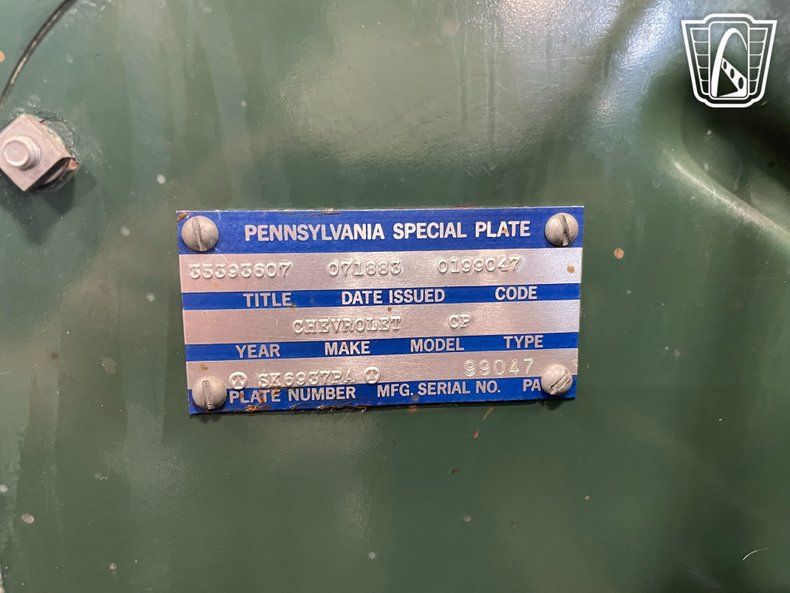 PENNSYLVANIA SPECIAL PLATE
35393607 071883 0199047
TITLE DATE ISSUED CODE
CHEVROLET CP
YEAR MAKE MODEL TYPE
SK6937PA 99047
PLATE NUMBER MFG. SERIAL NO. PA